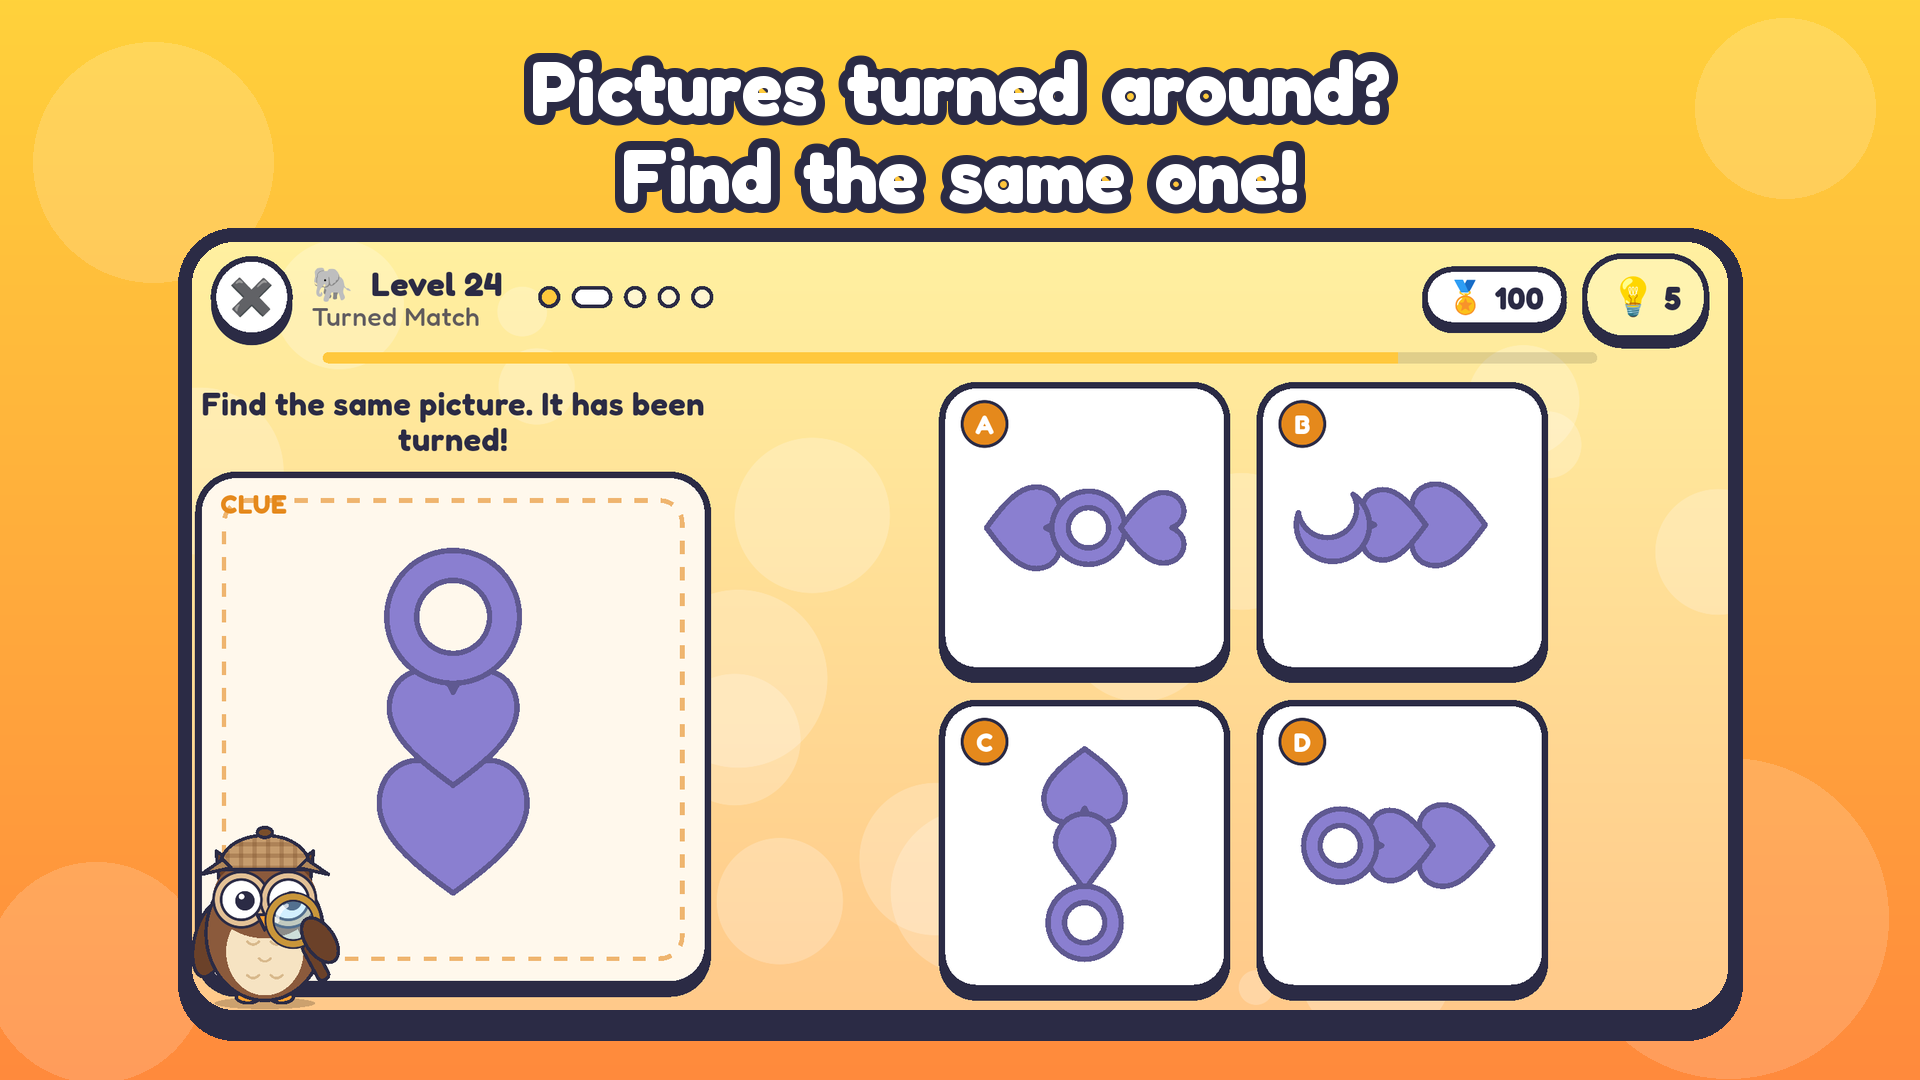 Pictures turned around?
Find the same one!
Level 24
Turned Match
100
5
Find the same picture. It has been
turned!
CLUE
A
B
C
D